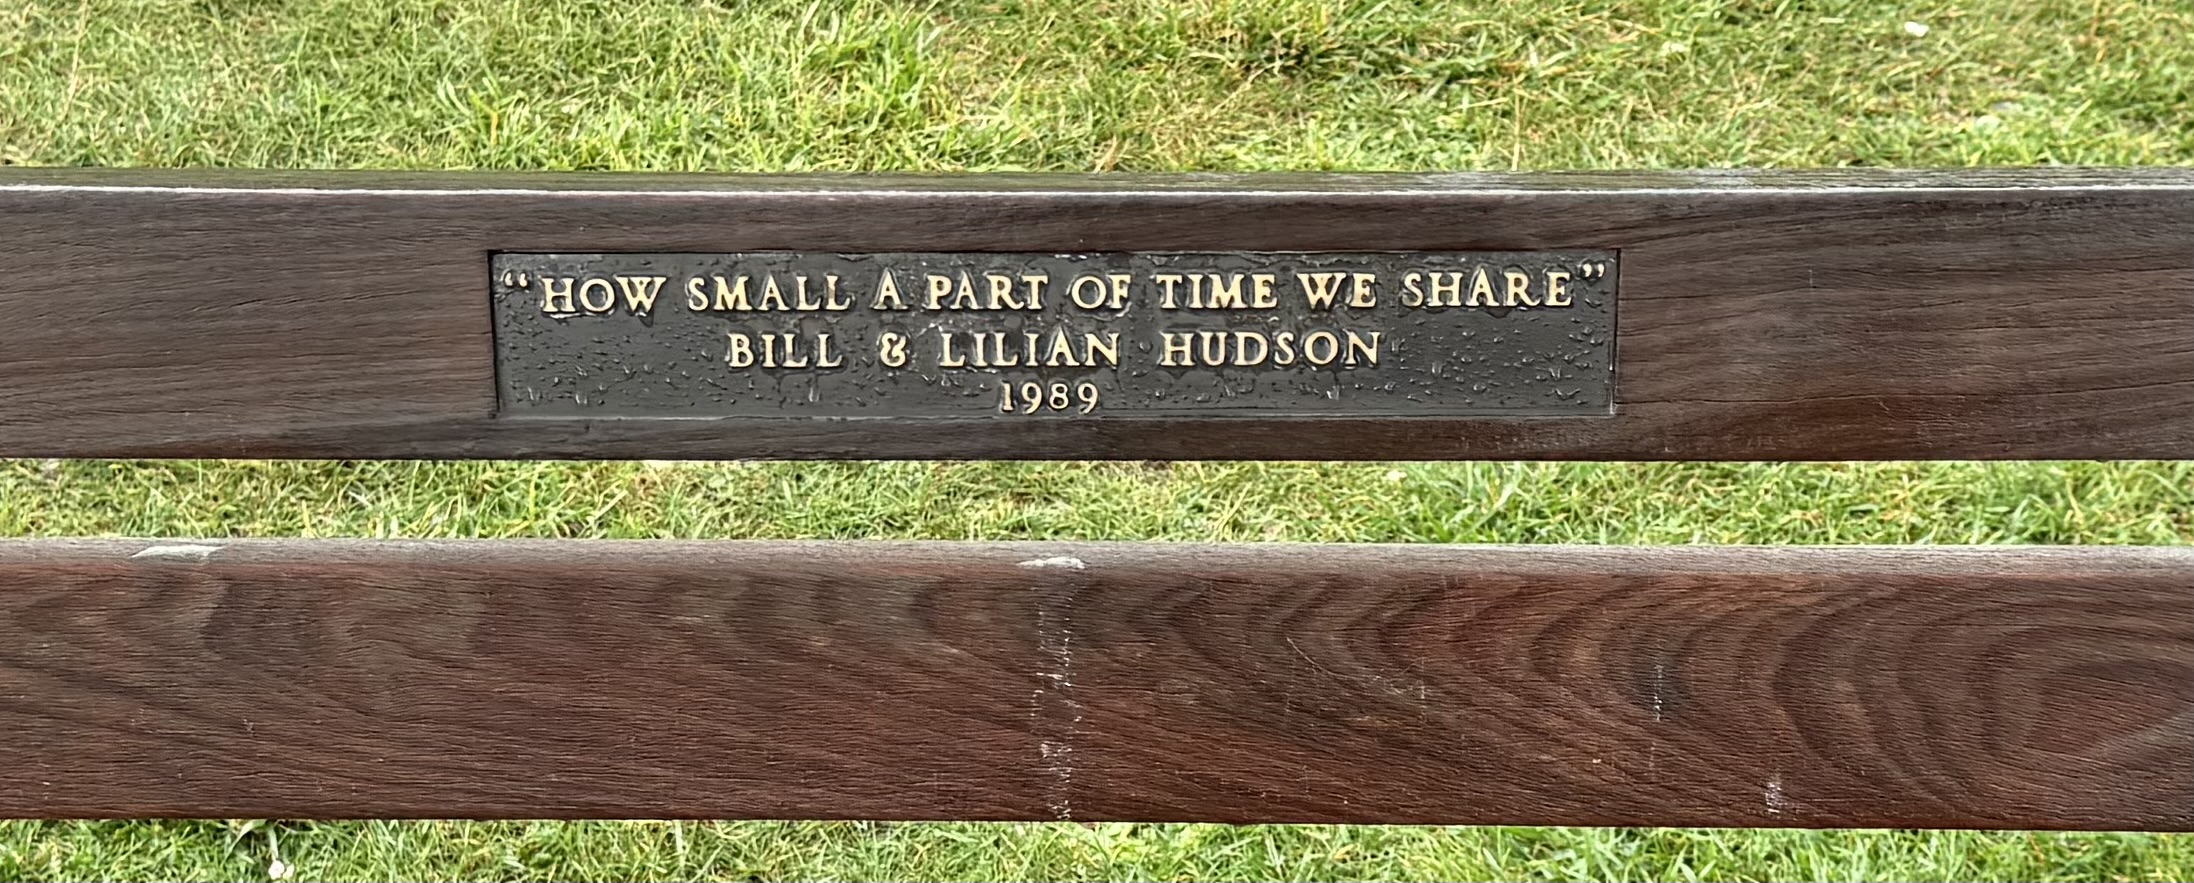 “HOW SMALL A PART OF TIME WE SHARE”
BILL & LILIAN HUDSON
1989